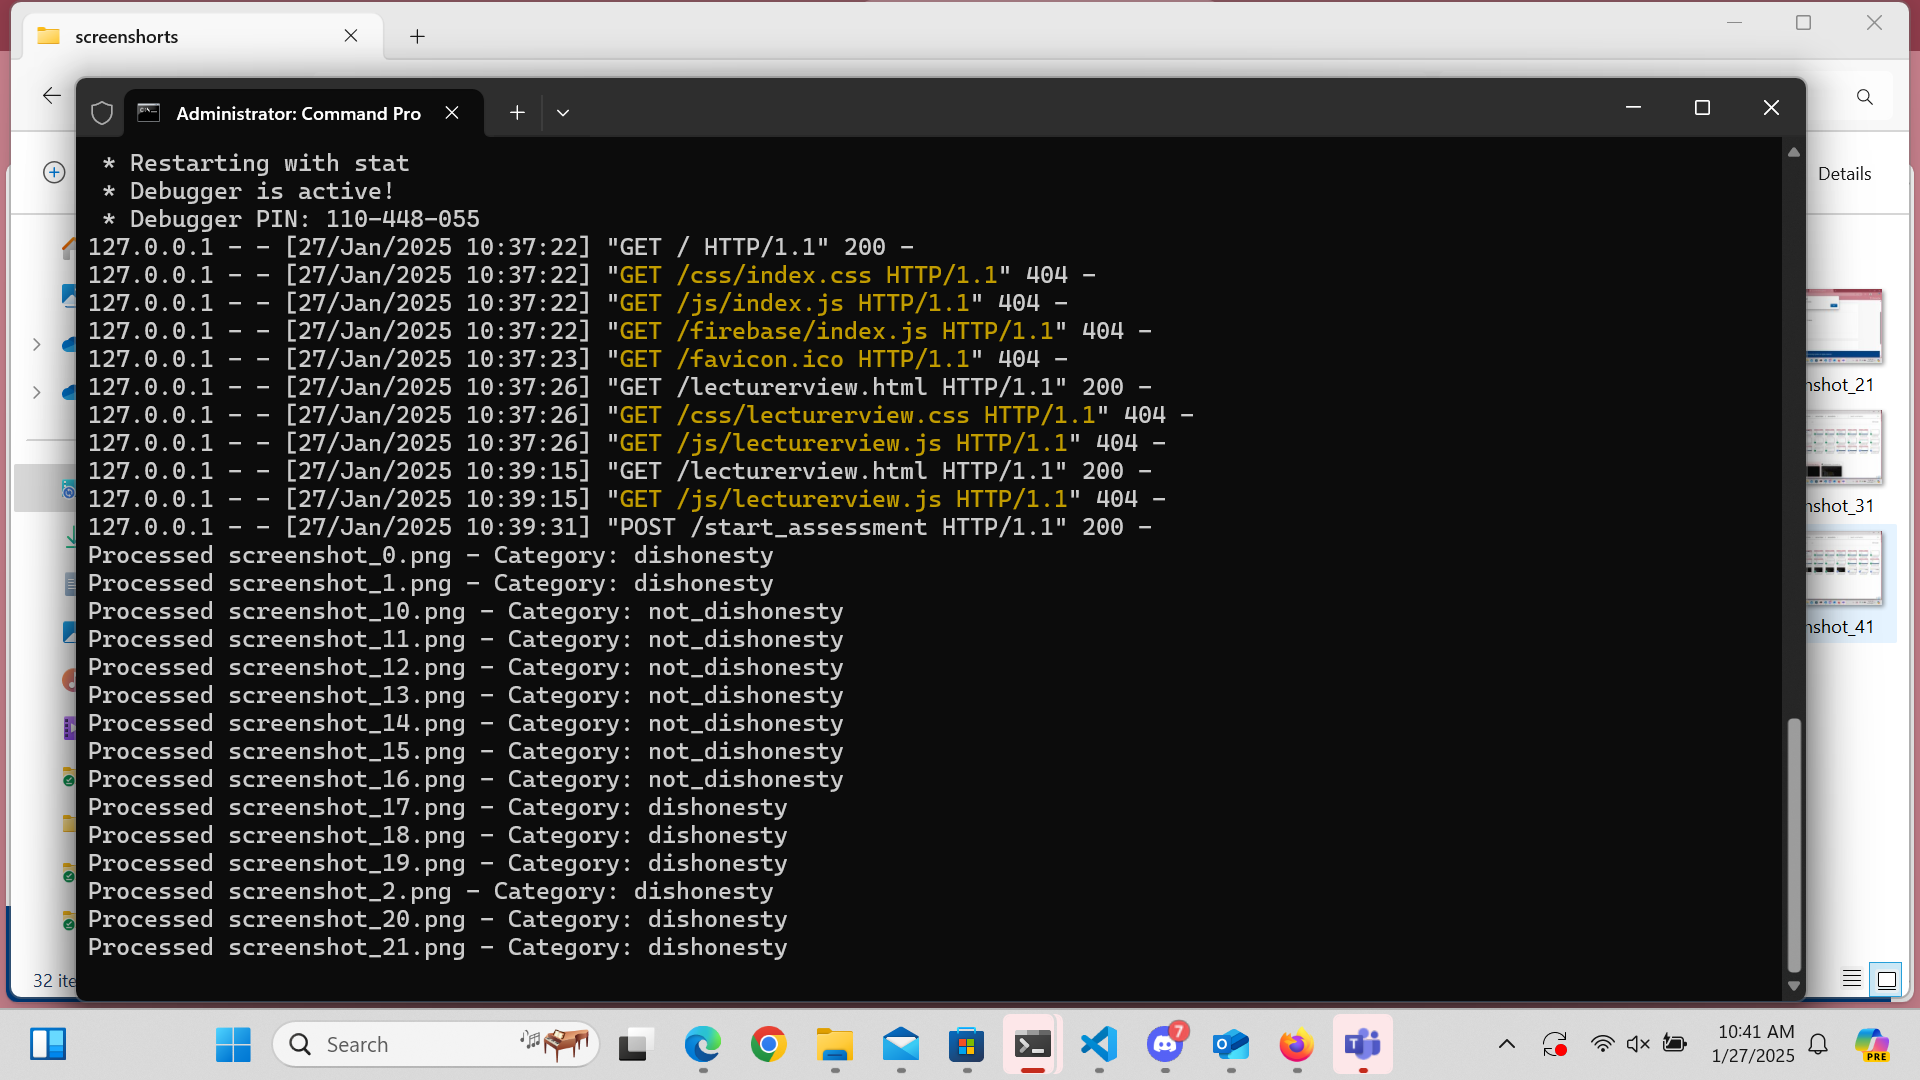 screenshorts
Administrator: Command Pro
Details
* Restarting with stat
* Debugger is active!
* Debugger PIN: 110-448-055
127.0.0.1 - - [27/Jan/2025 10:37:22] "GET / HTTP/1.1" 200 -
127.0.0.1 - - [27/Jan/2025 10:37:22] "GET /css/index.css HTTP/1.1" 404 -
127.0.0.1 - - [27/Jan/2025 10:37:22] "GET /js/index.js HTTP/1.1" 404 -
127.0.0.1 - - [27/Jan/2025 10:37:22] "GET /firebase/index.js HTTP/1.1" 404 -
127.0.0.1 - - [27/Jan/2025 10:37:23] "GET /favicon.ico HTTP/1.1" 404 -
127.0.0.1 - - [27/Jan/2025 10:37:26] "GET /lecturerview.html HTTP/1.1" 200 -
127.0.0.1 - - [27/Jan/2025 10:37:26] "GET /css/lecturerview.css HTTP/1.1" 404 -
127.0.0.1 - - [27/Jan/2025 10:37:26] "GET /js/lecturerview.js HTTP/1.1" 404 -
127.0.0.1 - - [27/Jan/2025 10:39:15] "GET /lecturerview.html HTTP/1.1" 200 -
127.0.0.1 - - [27/Jan/2025 10:39:15] "GET /js/lecturerview.js HTTP/1.1" 404 -
127.0.0.1 - - [27/Jan/2025 10:39:31] "POST /start_assessment HTTP/1.1" 200 -
Processed screenshot_0.png - Category: dishonesty
Processed screenshot_1.png - Category: dishonesty
Processed screenshot_10.png - Category: not_dishonesty
Processed screenshot_11.png - Category: not_dishonesty
Processed screenshot_12.png - Category: not_dishonesty
Processed screenshot_13.png - Category: not_dishonesty
Processed screenshot_14.png - Category: not_dishonesty
Processed screenshot_15.png - Category: not_dishonesty
Processed screenshot_16.png - Category: not_dishonesty
Processed screenshot_17.png - Category: dishonesty
Processed screenshot_18.png - Category: dishonesty
Processed screenshot_19.png - Category: dishonesty
Processed screenshot_2.png - Category: dishonesty
Processed screenshot_20.png - Category: dishonesty
Processed screenshot_21.png - Category: dishonesty
nshot_21
nshot_31
nshot_41
32 ite
Search
7
10:41 AM
1/27/2025
PRE